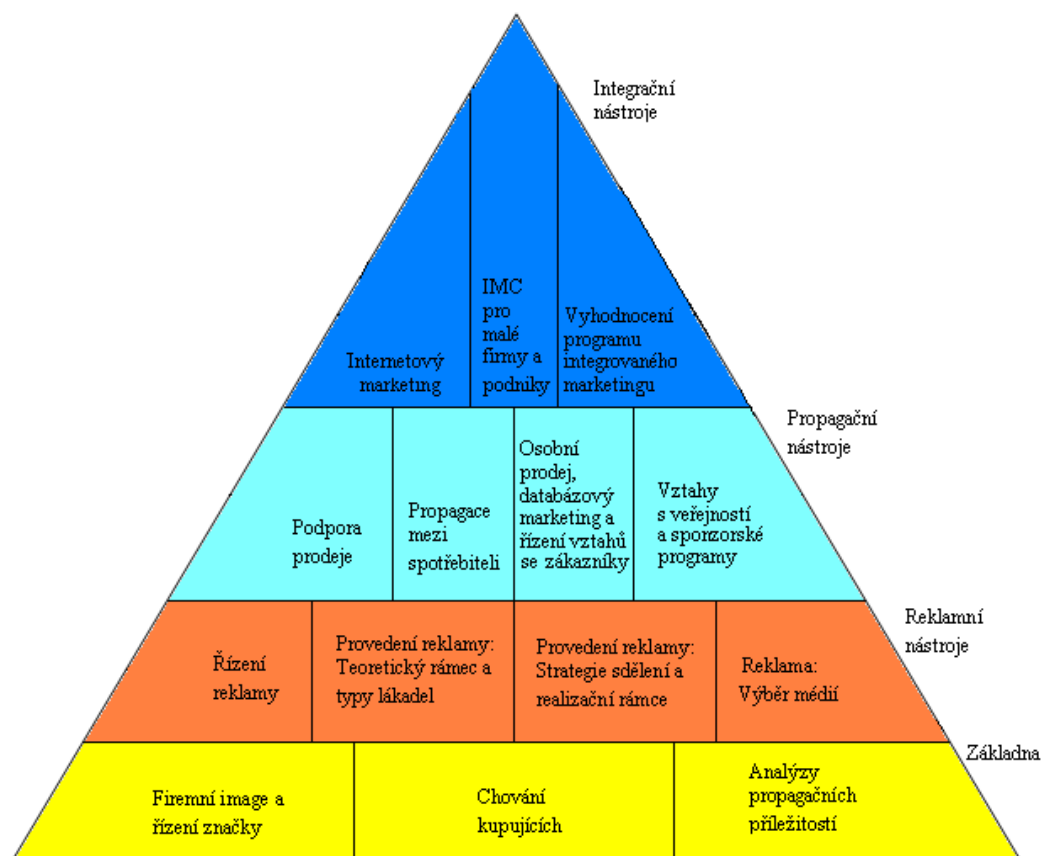 Integrační
nástroje
Internetový
marketing
IMC
pro
malé
firmy a
podniky
Vyhodnocení
programu
integrovaného
marketingu
Propagační
nástroje
Podpora
prodeje
Propagace
mezi
spotřebiteli
Osobní
prodej,
databázový
marketing a
řízení vztahů
se zákazníky
Vztahy
s veřejností
a sponzorské
programy
Reklamní
nástroje
Řízení
reklamy
Provedení reklamy:
Teoretický rámec a
typy lákadel
Provedení reklamy:
Strategie sdělení a
realizační rámce
Reklama:
Výběr médií
Základna
Firemní image a
řízení značky
Chování
kupujících
Analýzy
propagačních
příležitostí